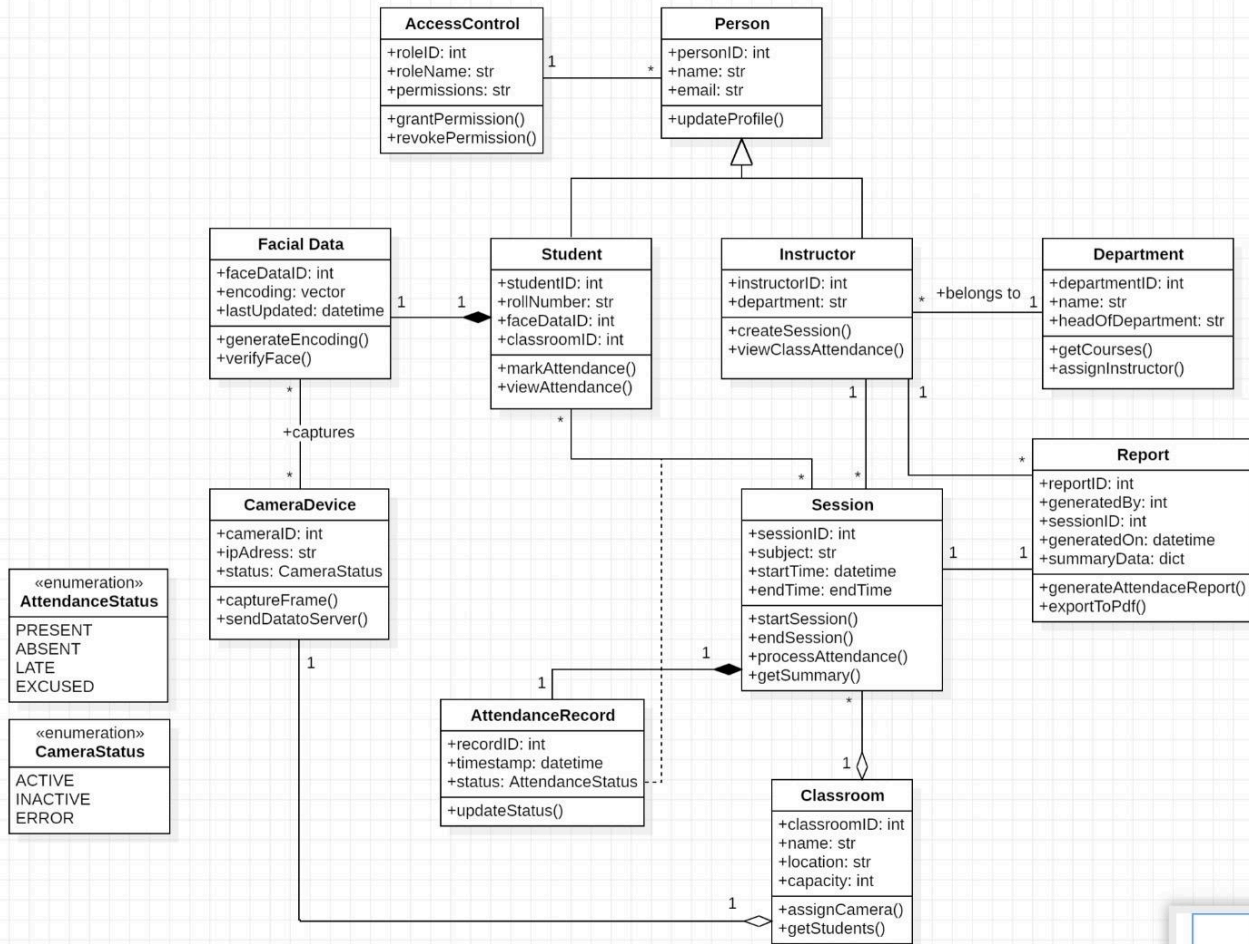 AccessControl
+roleID: int
+roleName: str
+permissions: str
+grantPermission()
+revokePermission()
1
*
Person
+personID: int
+name: str
+email: str
+updateProfile()
Facial Data
+faceDataID: int
+encoding: vector
+lastUpdated: datetime
+generateEncoding()
+verifyFace()
1
1
Student
+studentID: int
+rollNumber: str
+faceDataID: int
+classroomID: int
+markAttendance()
+viewAttendance()
Instructor
+instructorID: int
+department: str
+createSession()
+viewClassAttendance()
*
+belongs to
1
Department
+departmentID: int
+name: str
+headOfDepartment: str
+getCourses()
+assignInstructor()
*
+captures
*
*
*
1
*
1
*
CameraDevice
+cameraID: int
+ipAdress: str
+status: CameraStatus
+captureFrame()
+sendDatatoServer()
1
Session
+sessionID: int
+subject: str
+startTime: datetime
+endTime: endTime
+startSession()
+endSession()
+processAttendance()
+getSummary()
1
1
Report
+reportID: int
+generatedBy: int
+sessionID: int
+generatedOn: datetime
+summaryData: dict
+generateAttendaceReport()
+exportToPdf()
«enumeration»
AttendanceStatus
PRESENT
ABSENT
LATE
EXCUSED
«enumeration»
CameraStatus
ACTIVE
INACTIVE
ERROR
1
1
AttendanceRecord
+recordID: int
+timestamp: datetime
+status: AttendanceStatus
+updateStatus()
*
1
Classroom
+classroomID: int
+name: str
+location: str
+capacity: int
+assignCamera()
+getStudents()
1